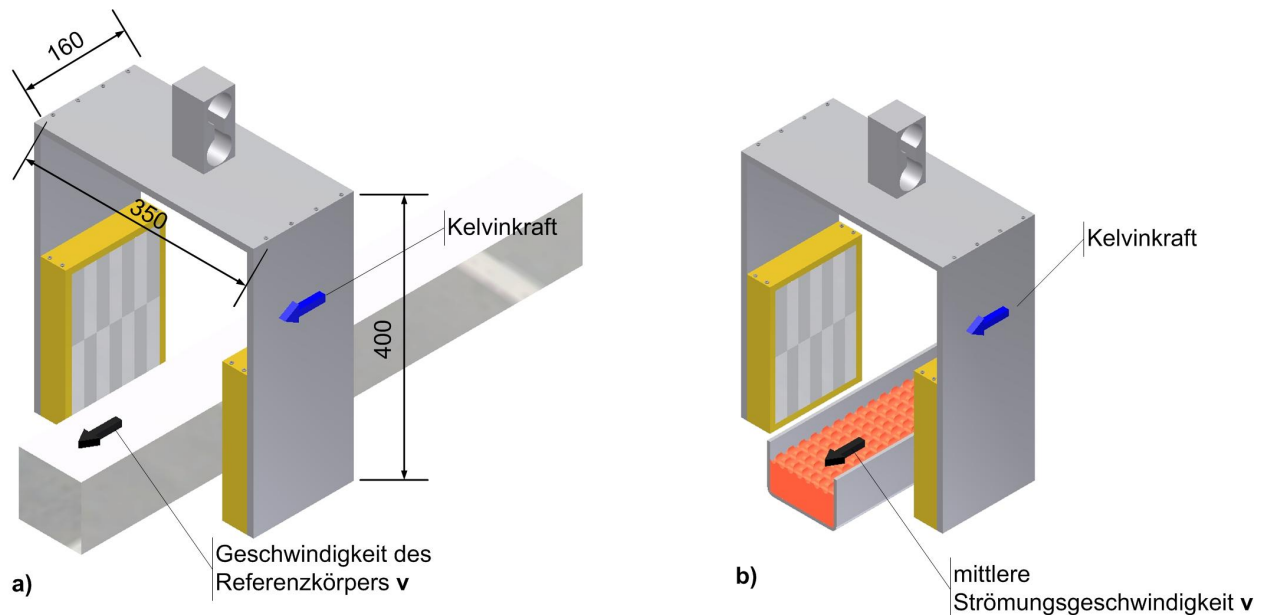 160
350
Kelvinkraft
400
Geschwindigkeit des
Referenzkörpers v
a)
Kelvinkraft
mittlere
Strömungsgeschwindigkeit v
b)